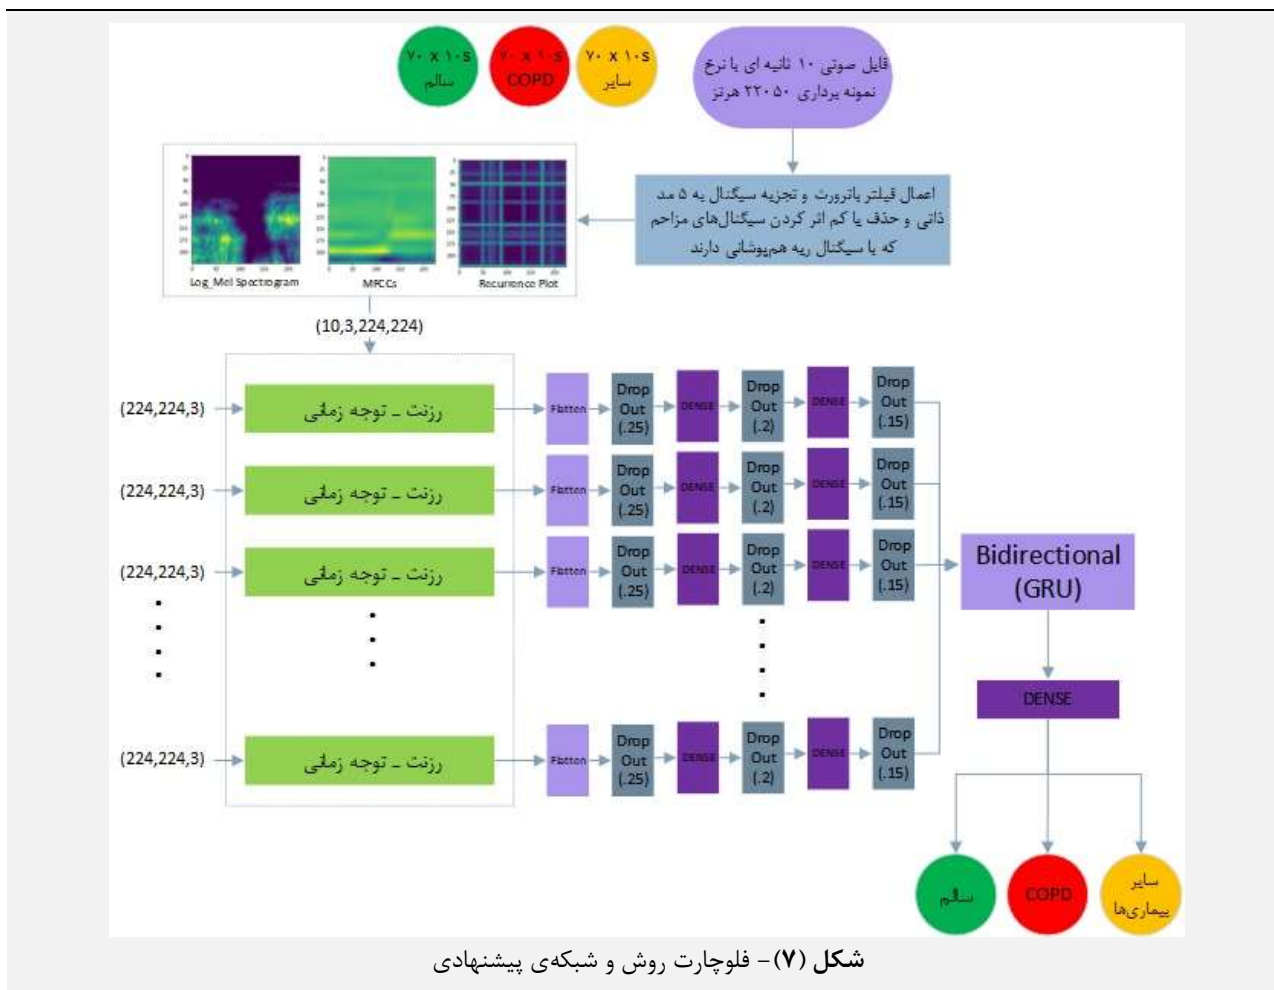 ۷۰ x ۱۰s
سالم
۷۰ x ۱۰s
COPD
۷۰ x ۱۰s
سایر
فایل صوتی ۱۰ ثانیه ای با نرخ
نمونه برداری ۲۲۰۵۰ هرتز
اعمال فیلتر باترورث و تجزیه سیگنال به ۵ مد
ذاتی و حذف یا کم اثر کردن سیگنال‌های مزاحم
که با سیگنال ریه هم‌پوشانی دارند
Log_Mel Spectrogram
MFCCs
Recurrence Plot
(10,3,224,224)
(224,224,3)
رزنت ـ توجه زمانی
Flatten
Drop
Out
(.25)
DENSE
Drop
Out
(.2)
DENSE
Drop
Out
(.15)
(224,224,3)
رزنت ـ توجه زمانی
Flatten
Drop
Out
(.25)
DENSE
Drop
Out
(.2)
DENSE
Drop
Out
(.15)
(224,224,3)
رزنت ـ توجه زمانی
Flatten
Drop
Out
(.25)
DENSE
Drop
Out
(.2)
DENSE
Drop
Out
(.15)
(224,224,3)
رزنت ـ توجه زمانی
Flatten
Drop
Out
(.25)
DENSE
Drop
Out
(.2)
DENSE
Drop
Out
(.15)
Bidirectional
(GRU)
DENSE
سالم
COPD
سایر
بیماری‌ها
شکل (۷)- فلوچارت روش و شبکه‌ی پیشنهادی